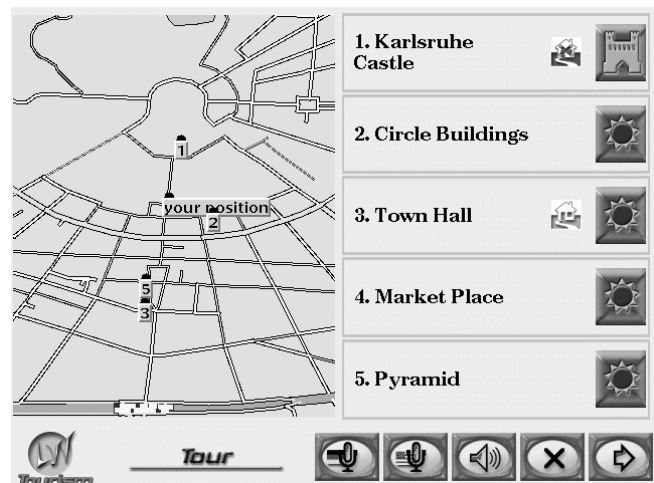 1. Karlsruhe
Castle
2. Circle Buildings
3. Town Hall
4. Market Place
5. Pyramid
1
your position
2
5
3
Tourism
Tour